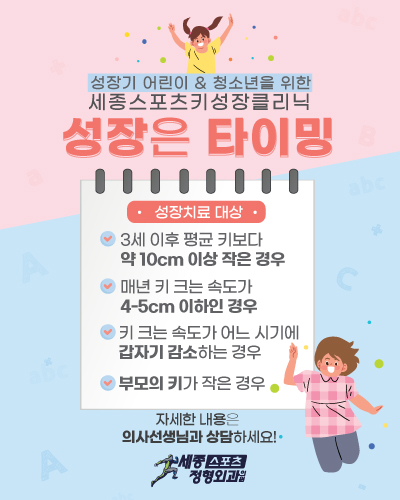 성장기 어린이 & 청소년을 위한
세종스포츠키성장클리닉
성장은 타이밍
• 성장치료 대상 •
3세 이후 평균 키보다
약 10cm 이상 작은 경우
매년 키 크는 속도가
4-5cm 이하인 경우
키 크는 속도가 어느 시기에
갑자기 감소하는 경우
부모의 키가 작은 경우
자세한 내용은
의사선생님과 상담하세요!
세종스포츠
정형외과
abc
B
abc
A
C